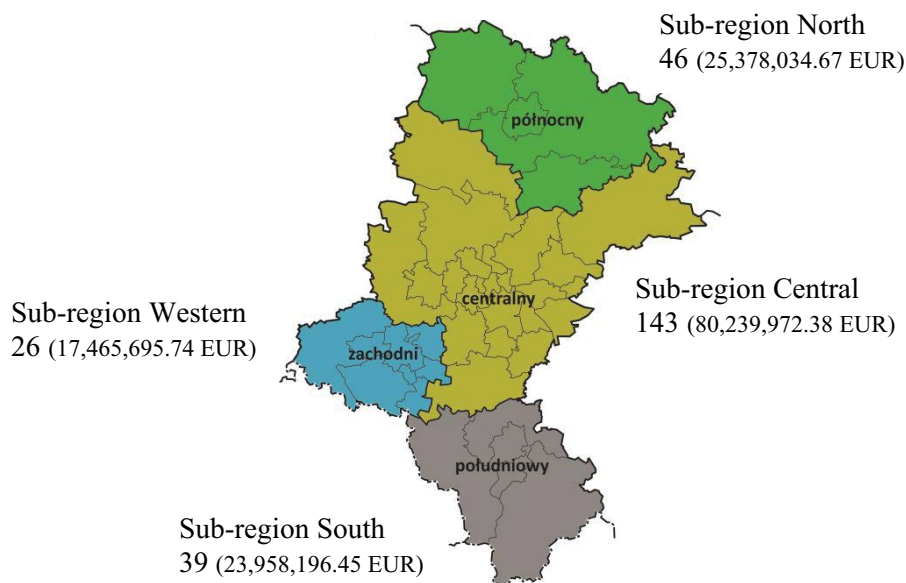 Sub-region North
46 (25,378,034.67 EUR)
północny
Sub-region Central
143 (80,239,972.38 EUR)
centralny
Sub-region Western
26 (17,465,695.74 EUR)
zachodni
południowy
Sub-region South
39 (23,958,196.45 EUR)